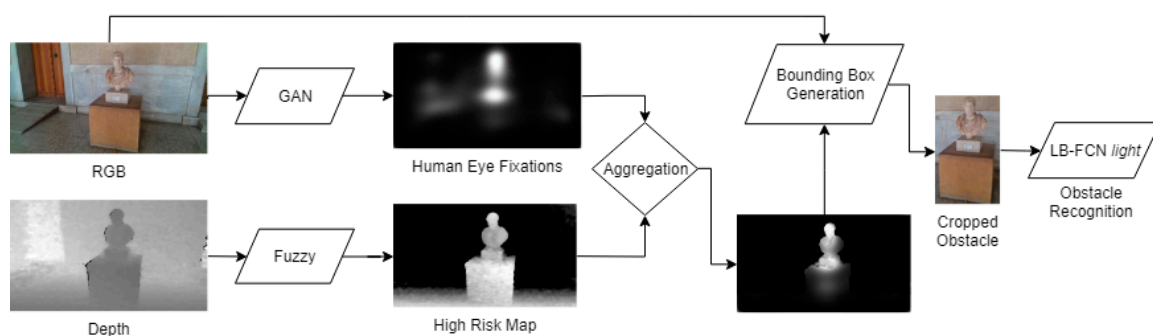 GAN
RGB
Human Eye Fixations
Depth
Fuzzy
High Risk Map
Aggregation
Bounding Box
Generation
Cropped
Obstacle
LB-FCN light
Obstacle
Recognition